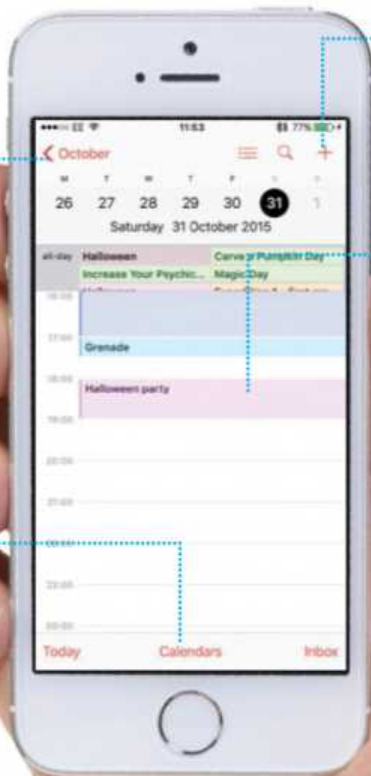 EE 11:53 77%
October
M T W T F S S
26 27 28 29 30 31 1
Saturday 31 October 2015
all-day Halloween Carve a Pumpkin Day
Increase Your Psychic... Magic Day
16:00
17:00
Grenade
18:00
Halloween party
19:00
20:00
21:00
22:00
23:00
00:00
Today Calendars Inbox